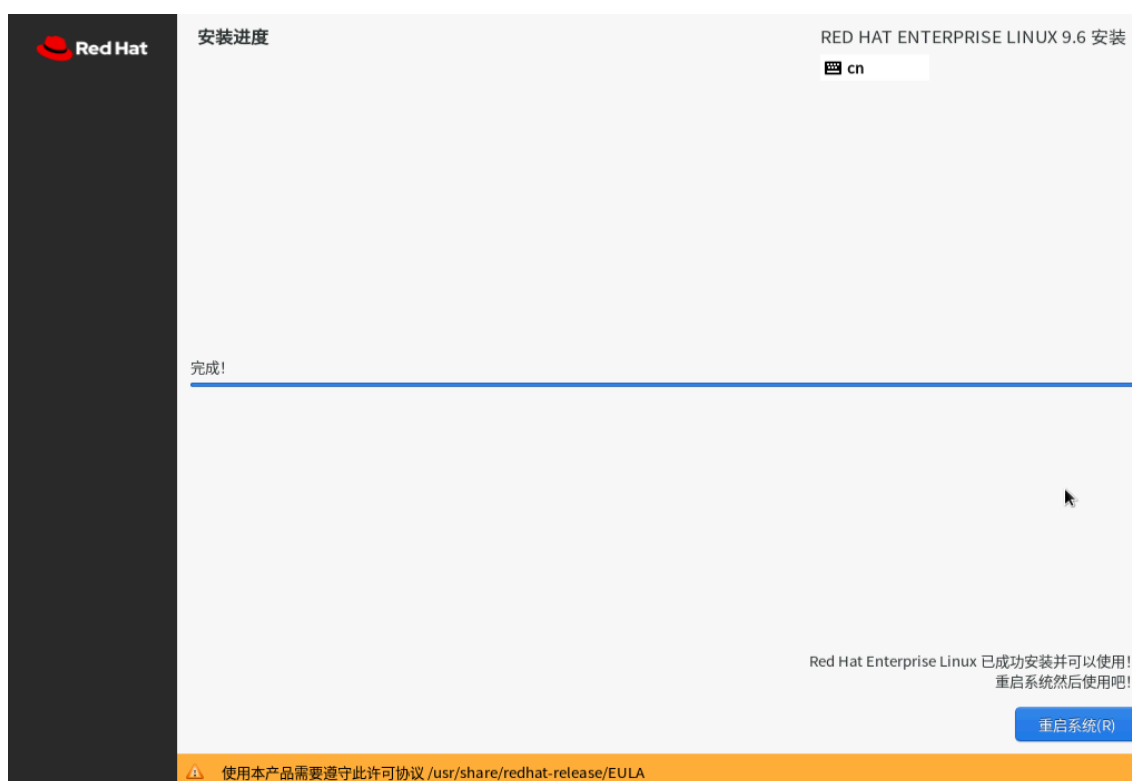 Red Hat
安装进度
RED HAT ENTERPRISE LINUX 9.6 安装
cn
完成!
Red Hat Enterprise Linux 已成功安装并可以使用!
重启系统然后使用吧!
重启系统(R)
使用本产品需要遵守此许可协议 /usr/share/redhat-release/EULA